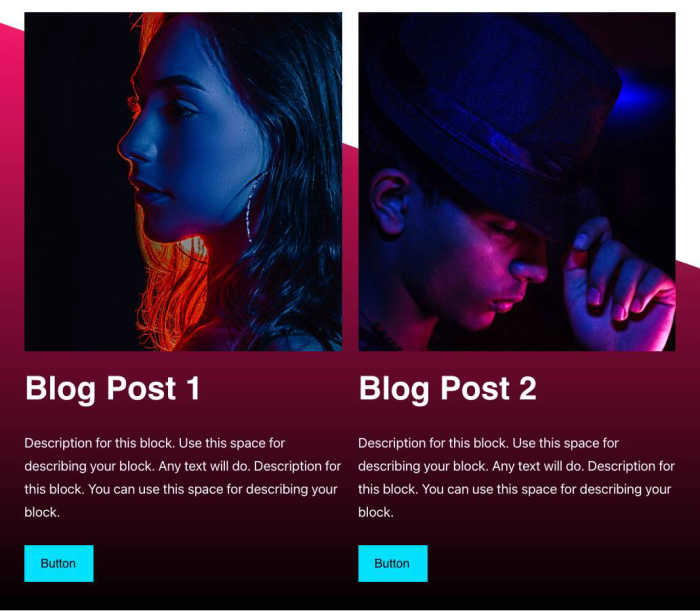 Blog Post 1
Description for this block. Use this space for
describing your block. Any text will do. Description for
this block. You can use this space for describing your
block.
Button
Blog Post 2
Description for this block. Use this space for
describing your block. Any text will do. Description for
this block. You can use this space for describing your
block.
Button